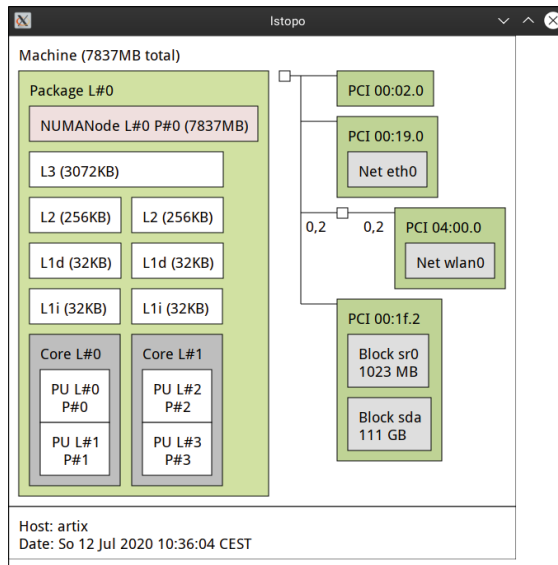 lstopo
Machine (7837MB total)
Package L#0
NUMANode L#0 P#0 (7837MB)
L3 (3072KB)
L2 (256KB) L2 (256KB)
L1d (32KB) L1d (32KB)
L1i (32KB) L1i (32KB)
Core L#0 Core L#1
PU L#0 PU L#2
P#0 P#2
PU L#1 PU L#3
P#1 P#3
PCI 00:02.0
PCI 00:19.0
Net eth0
0,2 0,2 PCI 04:00.0
Net wlan0
PCI 00:1f.2
Block sr0
1023 MB
Block sda
111 GB
Host: artix
Date: So 12 Jul 2020 10:36:04 CEST